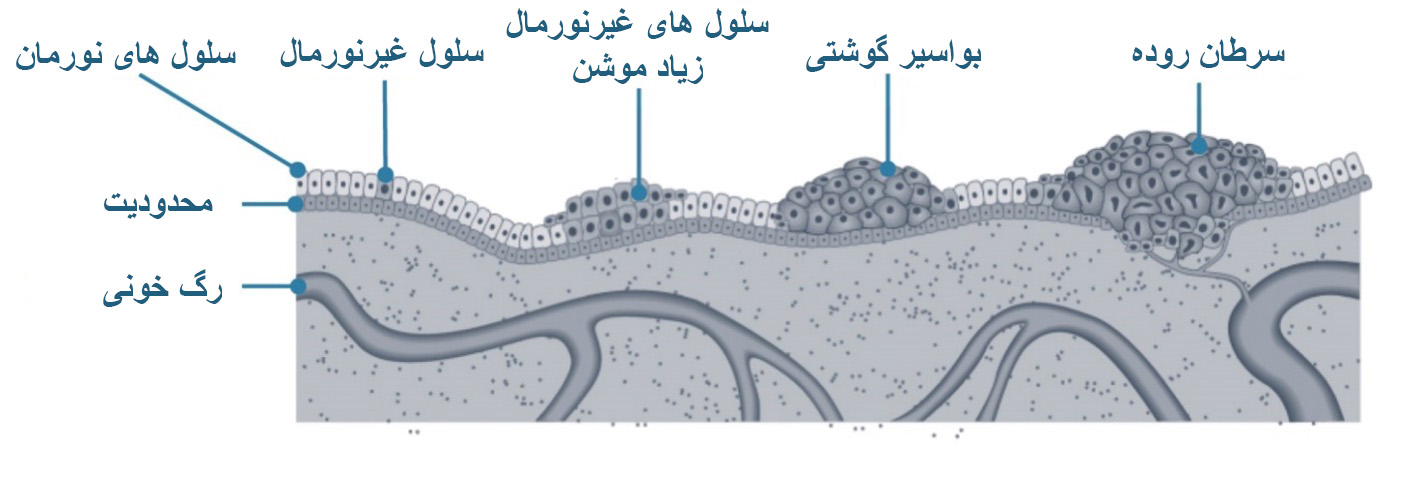 سلول های نورمان
سلول غیرنورمال
سلول های غیرنورمال
زیاد موشن
بواسیر گوشتی
سرطان روده
محدودیت
رگ خونی